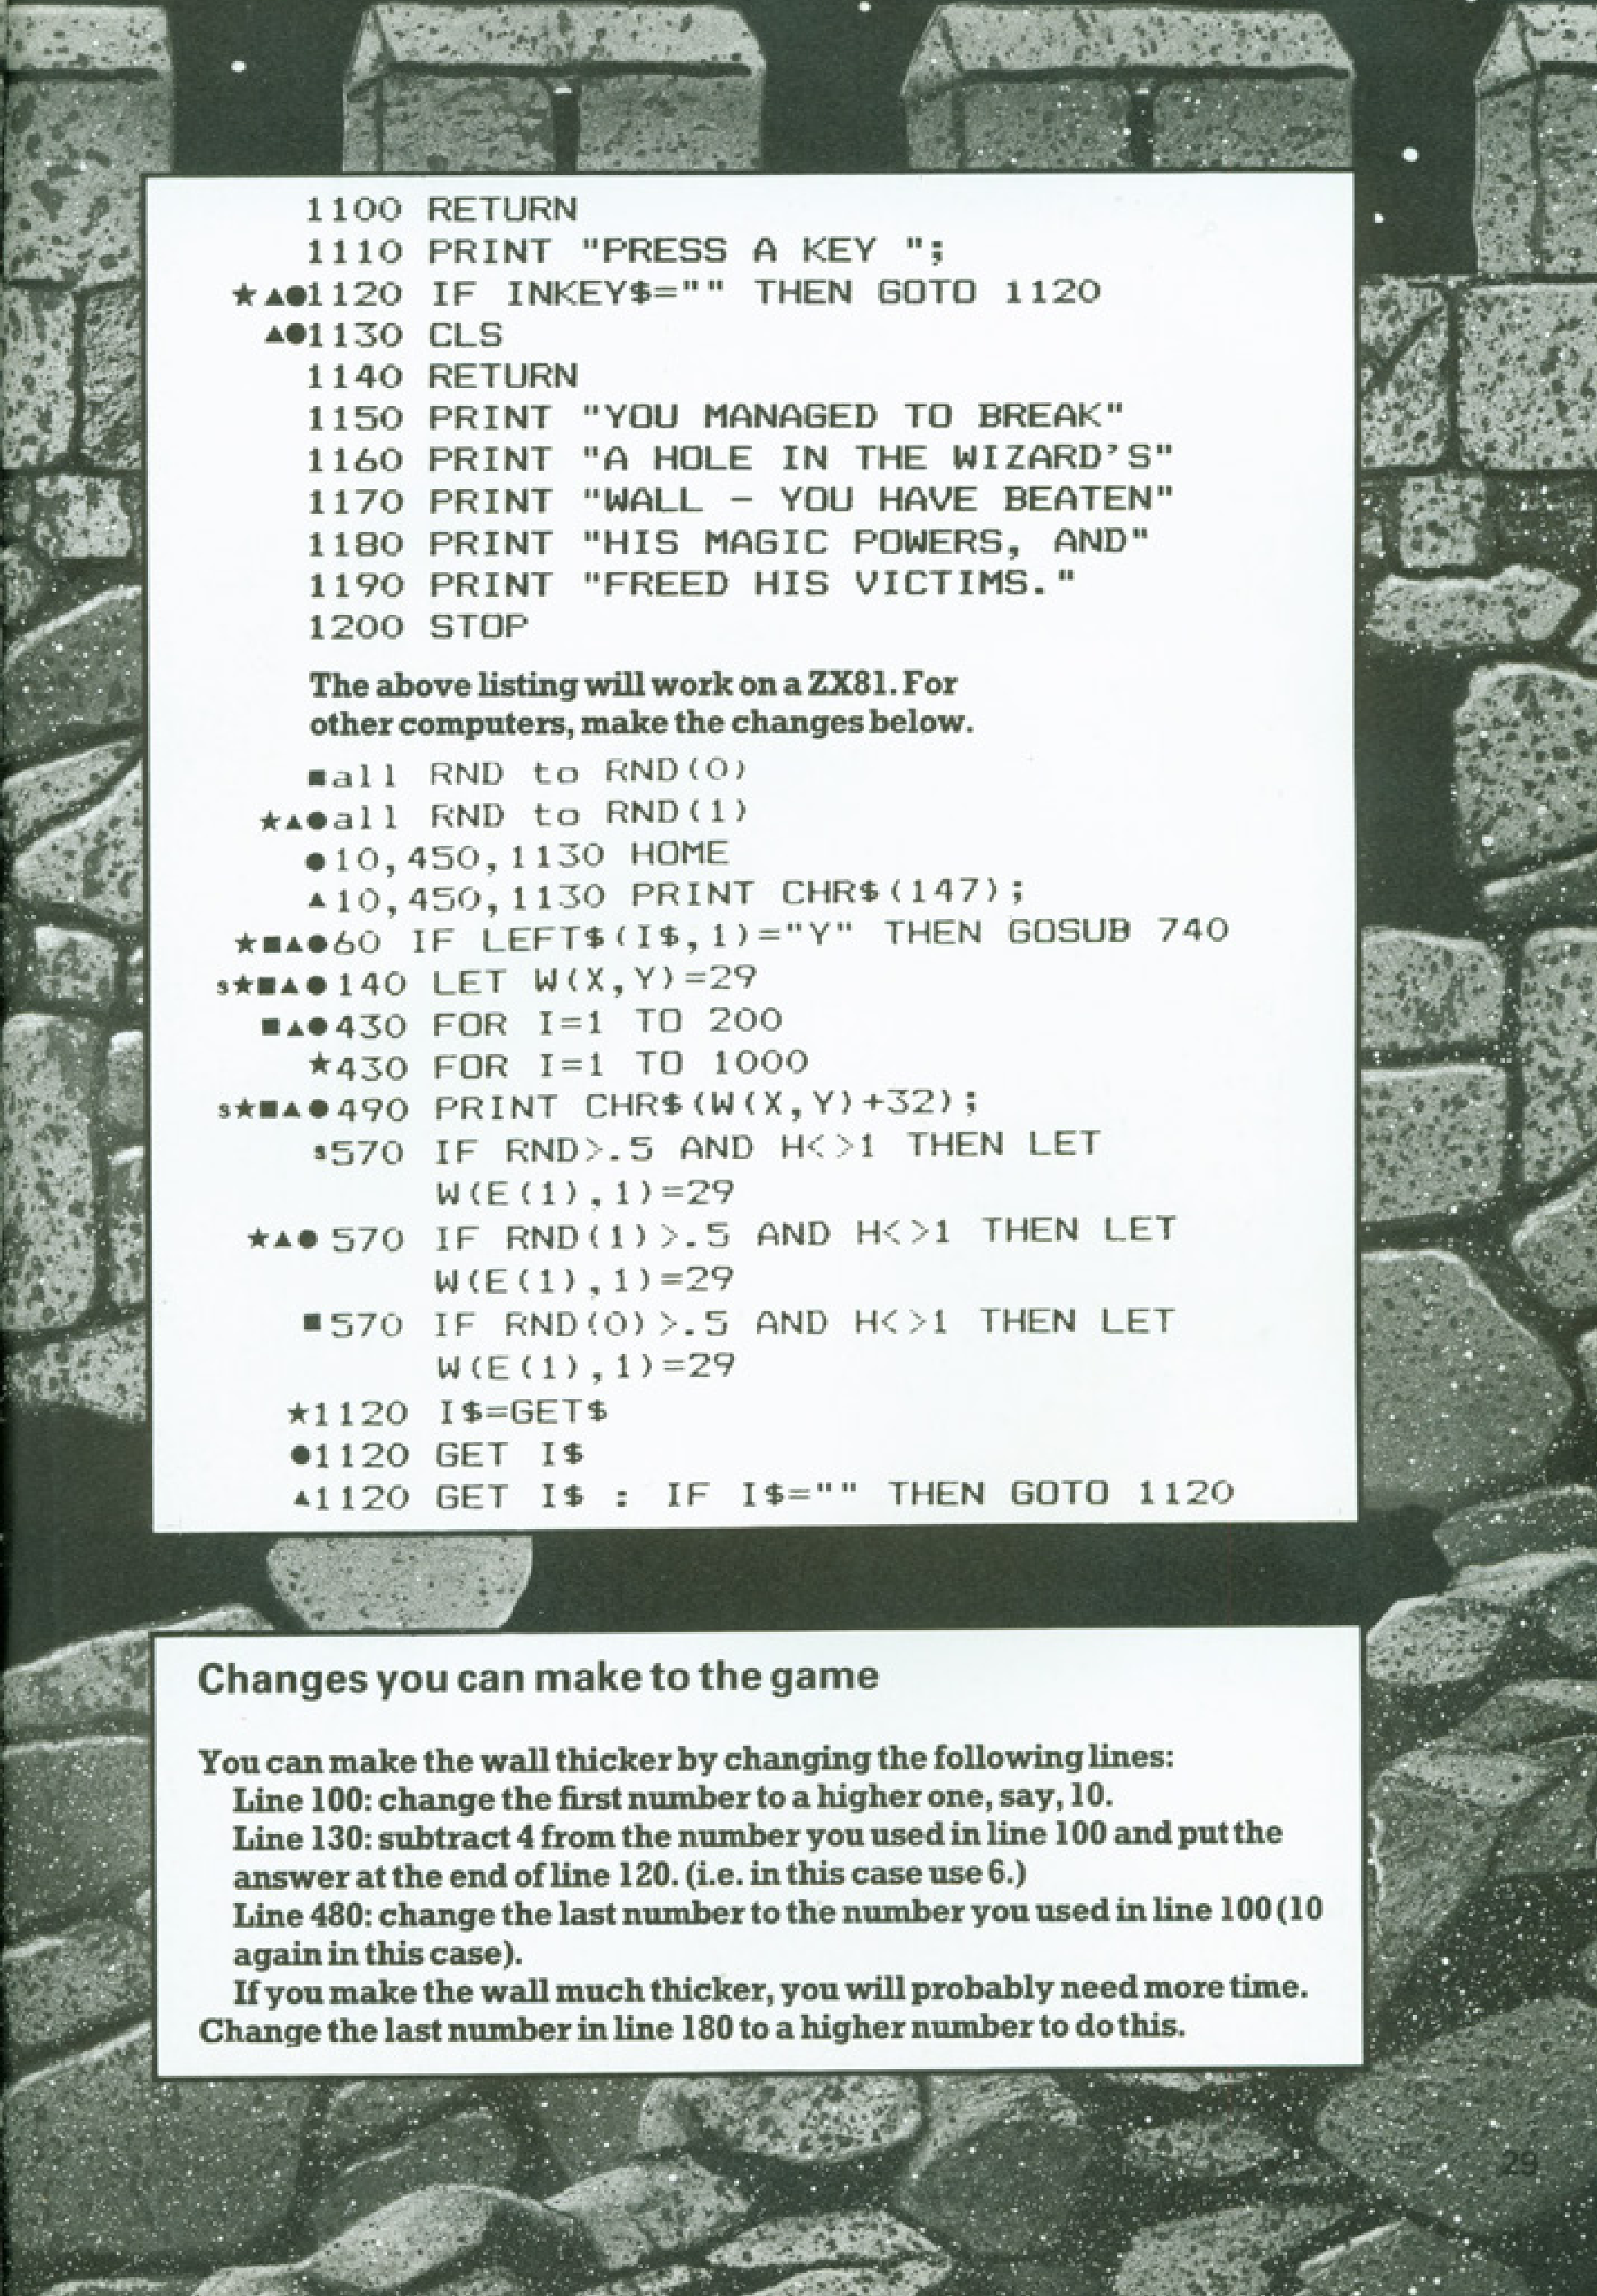 1100 RETURN
1110 PRINT "PRESS A KEY ";
★▲●1120 IF INKEY$="" THEN GOTO 1120
▲●1130 CLS
1140 RETURN
1150 PRINT "YOU MANAGED TO BREAK"
1160 PRINT "A HOLE IN THE WIZARD'S"
1170 PRINT "WALL - YOU HAVE BEATEN"
1180 PRINT "HIS MAGIC POWERS, AND"
1190 PRINT "FREED HIS VICTIMS."
1200 STOP
The above listing will work on a ZX81. For
other computers, make the changes below.
■all RND to RND(0)
★▲●all RND to RND(1)
●10,450,1130 HOME
▲10,450,1130 PRINT CHR$(147);
★■▲●60 IF LEFT$(I$,1)="Y" THEN GOSUB 740
s★■▲●140 LET W(X,Y)=29
■▲●430 FOR I=1 TO 200
★430 FOR I=1 TO 1000
s★■▲●490 PRINT CHR$(W(X,Y)+32);
s570 IF RND>.5 AND H<>1 THEN LET
W(E(1),1)=29
★▲●570 IF RND(1)>.5 AND H<>1 THEN LET
W(E(1),1)=29
■570 IF RND(0)>.5 AND H<>1 THEN LET
W(E(1),1)=29
★1120 I$=GET$
●1120 GET I$
▲1120 GET I$ : IF I$="" THEN GOTO 1120
Changes you can make to the game
You can make the wall thicker by changing the following lines:
Line 100: change the first number to a higher one, say, 10.
Line 130: subtract 4 from the number you used in line 100 and put the
answer at the end of line 120. (i.e. in this case use 6.)
Line 480: change the last number to the number you used in line 100 (10
again in this case).
If you make the wall much thicker, you will probably need more time.
Change the last number in line 180 to a higher number to do this.
29